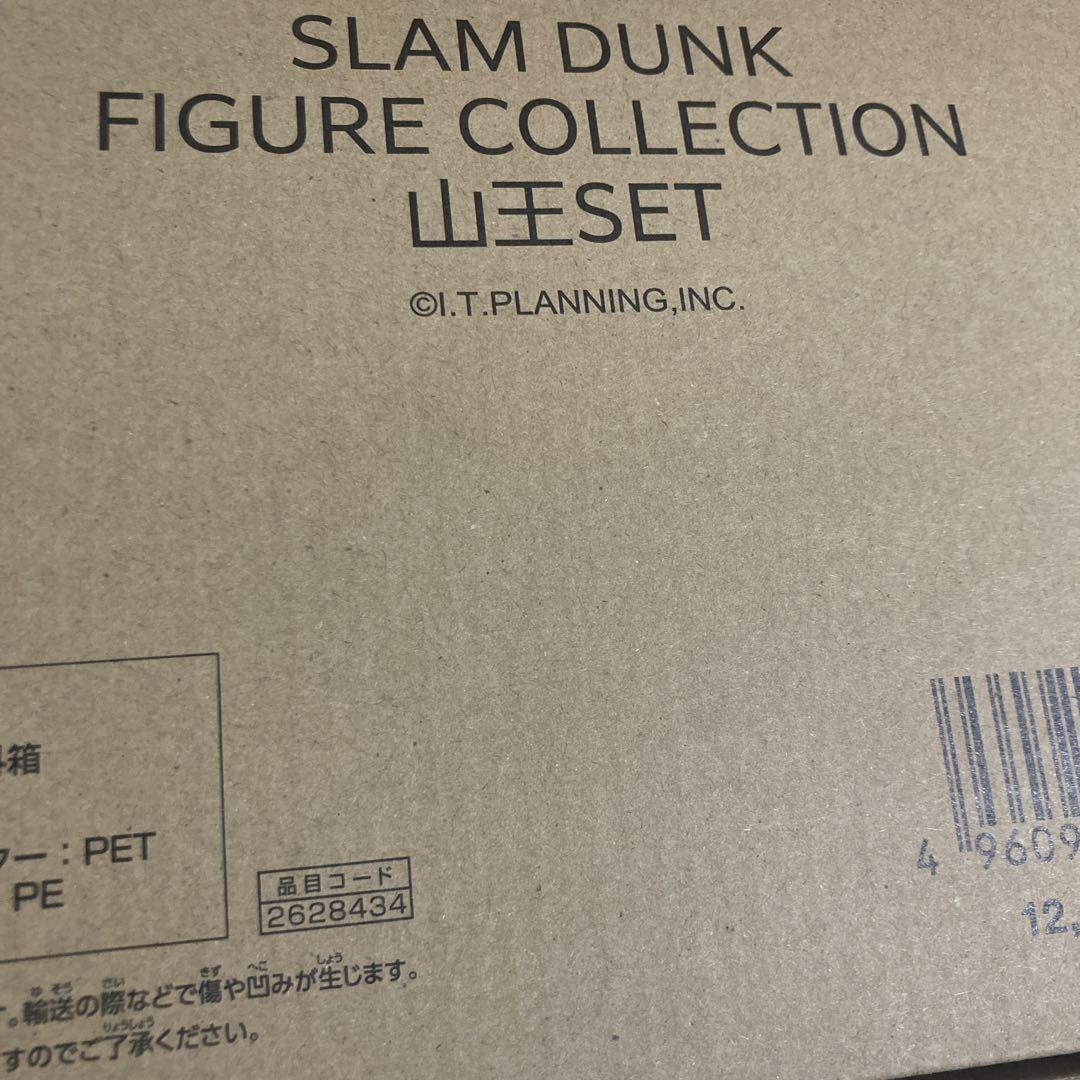 SLAM DUNK
FIGURE COLLECTION
山王SET
©I.T.PLANNING,INC.
箱
ー：PET
PE
品目コード
2628434
4 9609
12,
。輸送の際などで傷や凹みが生じます。
すのでご了承ください。